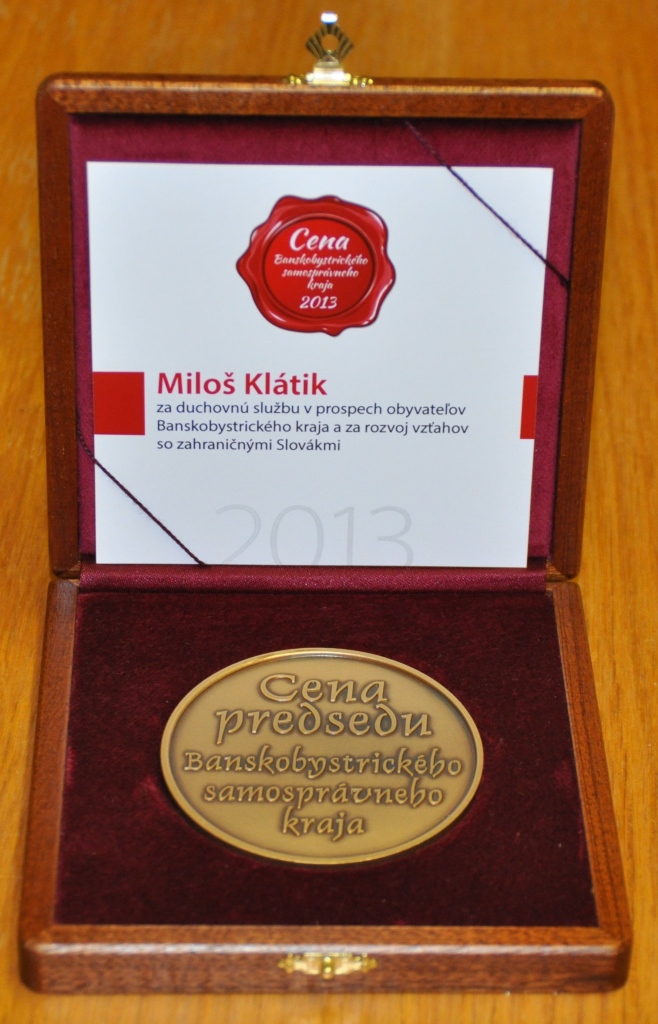 Cena
Banskobystrického
samosprávneho
kraja
2013
Miloš Klátik
za duchovnú službu v prospech obyvateľov
Banskobystrického kraja a za rozvoj vzťahov
so zahraničnými Slovákmi
2013
Cena
predsedu
Banskobystrického
samosprávneho
kraja